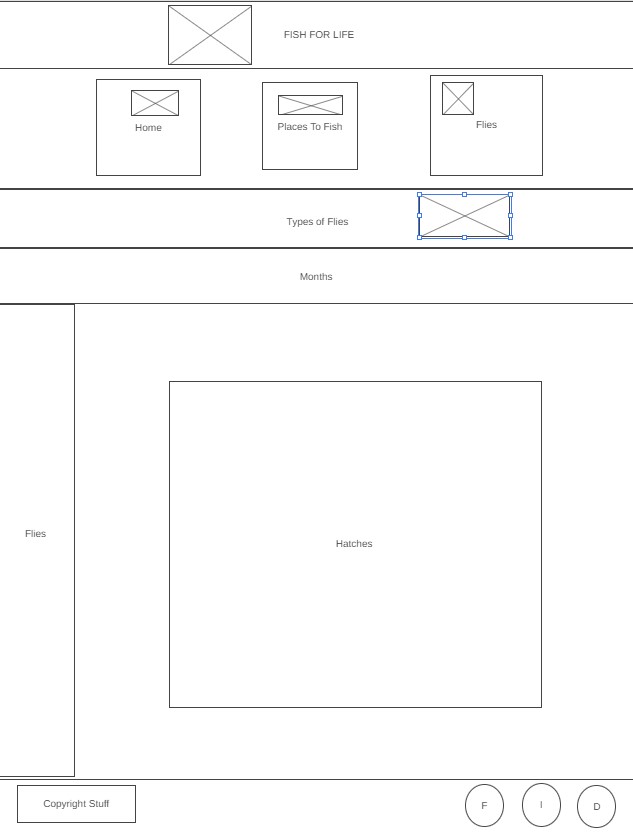 FISH FOR LIFE
Home
Places To Fish
Flies
Types of Flies
Months
Flies
Hatches
Copyright Stuff
F
I
D